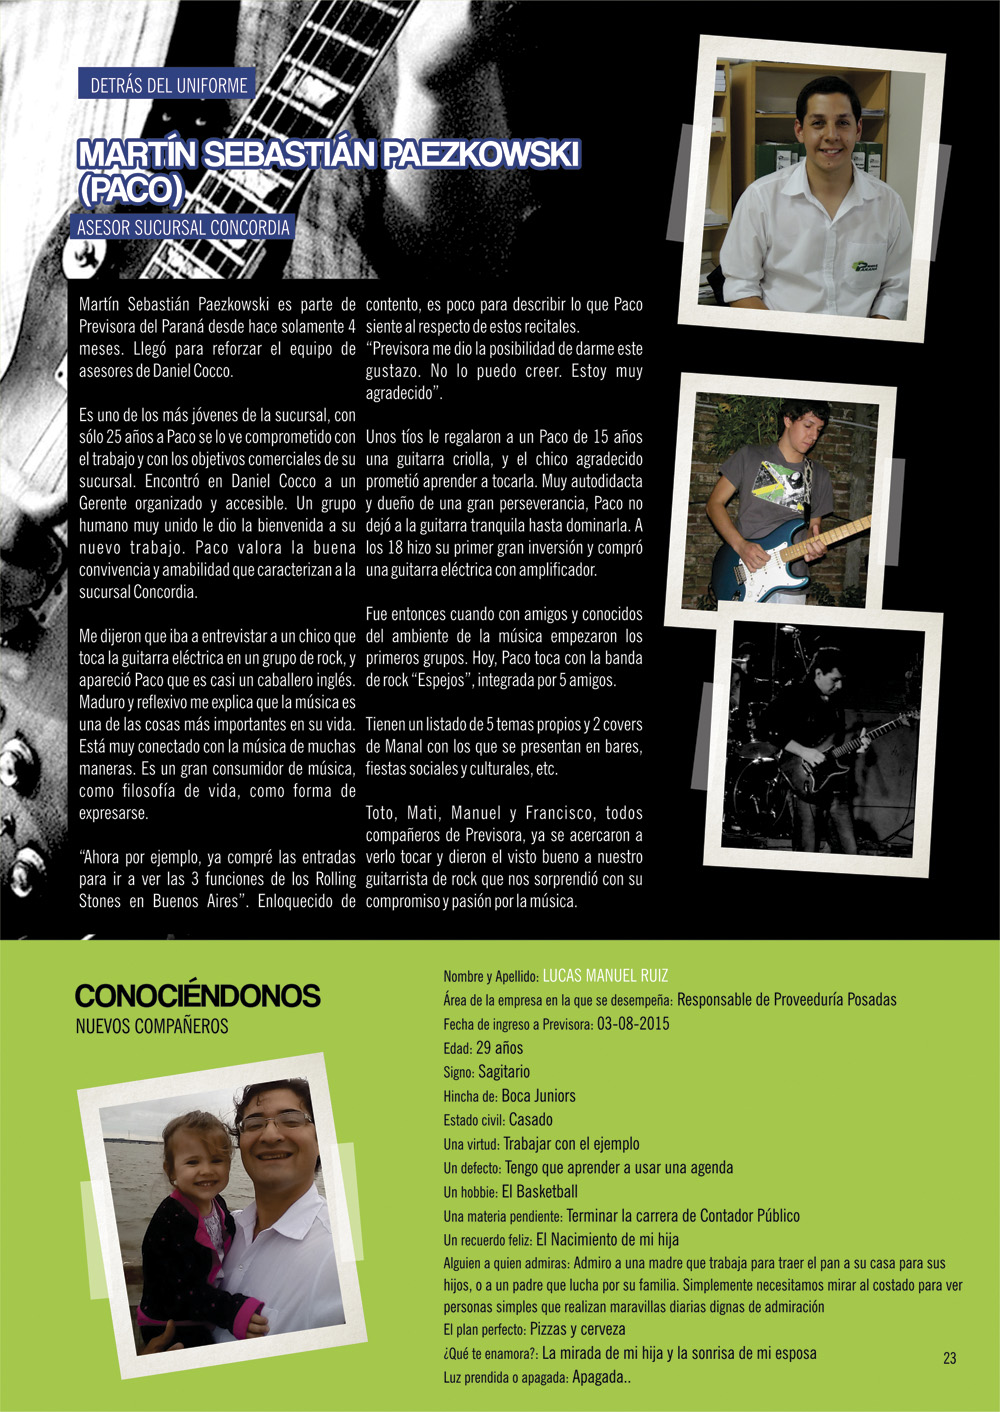 DETRÁS DEL UNIFORME
MARTÍN SEBASTIÁN PAEZKOWSKI
(PACO)
ASESOR SUCURSAL CONCORDIA
Martín Sebastián Paezkowski es parte de
Previsora del Paraná desde hace solamente 4
meses. Llegó para reforzar el equipo de
asesores de Daniel Cocco.
Es uno de los más jóvenes de la sucursal, con
sólo 25 años a Paco se lo ve comprometido con
el trabajo y con los objetivos comerciales de su
sucursal. Encontró en Daniel Cocco a un
Gerente organizado y accesible. Un grupo
humano muy unido le dio la bienvenida a su
nuevo trabajo. Paco valora la buena
convivencia y amabilidad que caracterizan a la
sucursal Concordia.
Me dijeron que iba a entrevistar a un chico que
toca la guitarra eléctrica en un grupo de rock, y
apareció Paco que es casi un caballero inglés.
Maduro y reflexivo me explica que la música es
una de las cosas más importantes en su vida.
Está muy conectado con la música de muchas
maneras. Es un gran consumidor de música,
como filosofía de vida, como forma de
expresarse.
“Ahora por ejemplo, ya compré las entradas
para ir a ver las 3 funciones de los Rolling
Stones en Buenos Aires”. Enloquecido de
contento, es poco para describir lo que Paco
siente al respecto de estos recitales.
“Previsora me dio la posibilidad de darme este
gustazo. No lo puedo creer. Estoy muy
agradecido”.
Unos tíos le regalaron a un Paco de 15 años
una guitarra criolla, y el chico agradecido
prometió aprender a tocarla. Muy autodidacta
y dueño de una gran perseverancia, Paco no
dejó a la guitarra tranquila hasta dominarla. A
los 18 hizo su primer gran inversión y compró
una guitarra eléctrica con amplificador.
Fue entonces cuando con amigos y conocidos
del ambiente de la música empezaron los
primeros grupos. Hoy, Paco toca con la banda
de rock “Espejos”, integrada por 5 amigos.
Tienen un listado de 5 temas propios y 2 covers
de Manal con los que se presentan en bares,
fiestas sociales y culturales, etc.
Toto, Mati, Manuel y Francisco, todos
compañeros de Previsora, ya se acercaron a
verlo tocar y dieron el visto bueno a nuestro
guitarrista de rock que nos sorprendió con su
compromiso y pasión por la música.
CONOCIÉNDONOS
NUEVOS COMPAÑEROS
Nombre y Apellido: LUCAS MANUEL RUIZ
Área de la empresa en la que se desempeña: Responsable de Proveeduría Posadas
Fecha de ingreso a Previsora: 03-08-2015
Edad: 29 años
Signo: Sagitario
Hincha de: Boca Juniors
Estado civil: Casado
Una virtud: Trabajar con el ejemplo
Un defecto: Tengo que aprender a usar una agenda
Un hobbie: El Basketball
Una materia pendiente: Terminar la carrera de Contador Público
Un recuerdo feliz: El Nacimiento de mi hija
Alguien a quien admiras: Admiro a una madre que trabaja para traer el pan a su casa para sus
hijos, o a un padre que lucha por su familia. Simplemente necesitamos mirar al costado para ver
personas simples que realizan maravillas diarias dignas de admiración
El plan perfecto: Pizzas y cerveza
¿Qué te enamora?: La mirada de mi hija y la sonrisa de mi esposa
Luz prendida o apagada: Apagada..
23